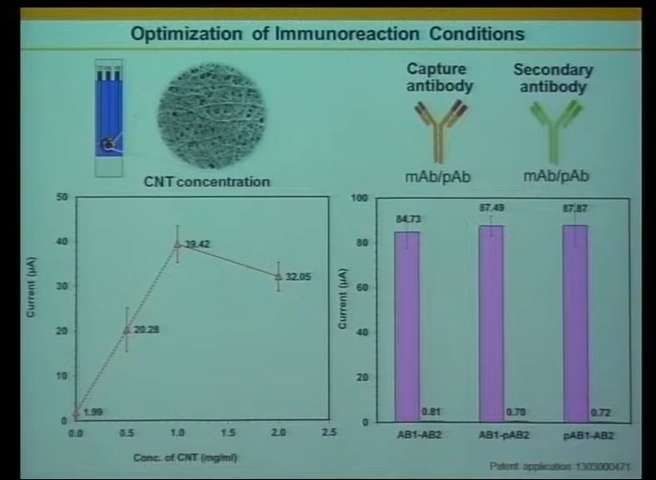 Optimization of Immunoreaction Conditions
Capture antibody
Secondary antibody
mAb/pAb
mAb/pAb
CNT concentration
50
40
30
20
10
0
Current (μA)
39.42
32.05
20.28
1.99
0.0 0.5 1.0 1.5 2.0 2.5
Conc. of CNT (mg/ml)
100
80
60
40
20
0
Current (μA)
84.73
87.49
87.87
0.81
0.70
0.72
AB1-AB2
AB1-pAB2
pAB1-AB2
Patent application 1303000471